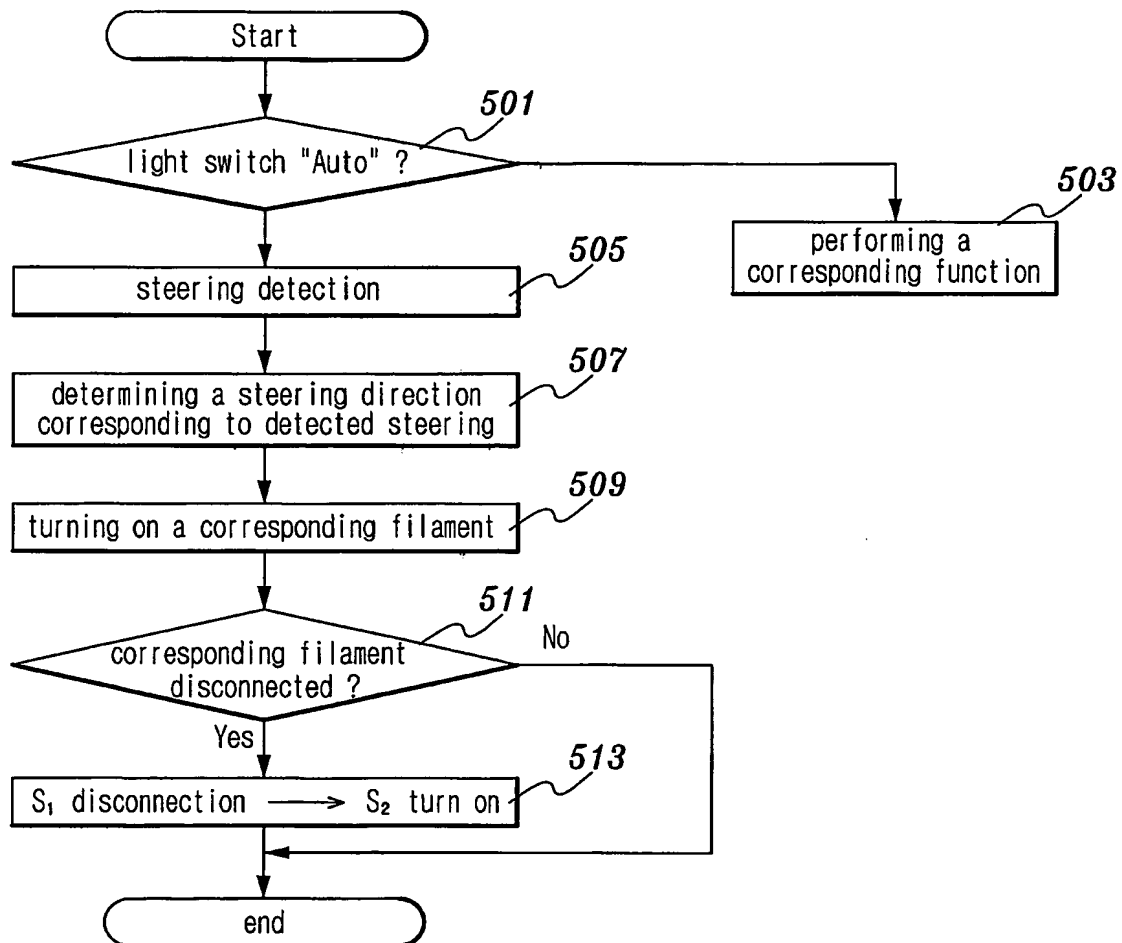 Start
501
light switch "Auto" ?
503
performing a
corresponding function
505
steering detection
507
determining a steering direction
corresponding to detected steering
509
turning on a corresponding filament
511
corresponding filament
disconnected ?
No
Yes
513
S₁ disconnection → S₂ turn on
end